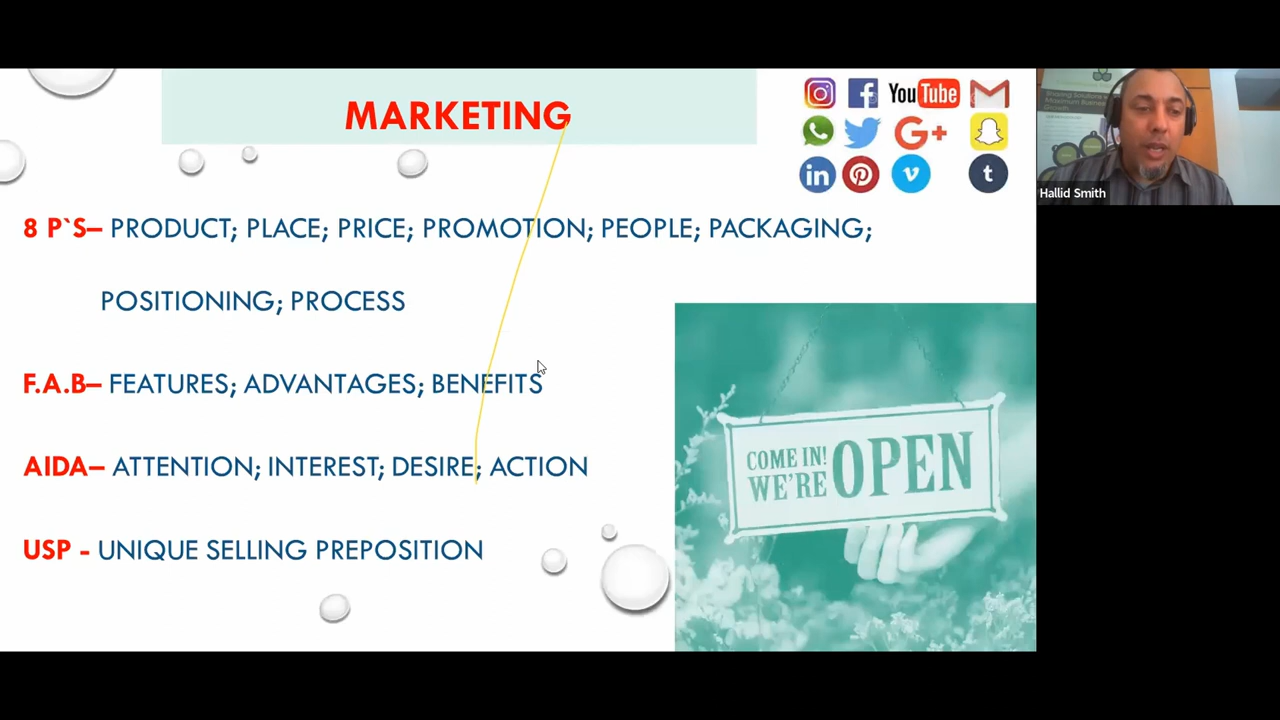 MARKETING
YouTube
G+
in
8 P`S– PRODUCT; PLACE; PRICE; PROMOTION; PEOPLE; PACKAGING;
POSITIONING; PROCESS
F.A.B– FEATURES; ADVANTAGES; BENEFITS
AIDA– ATTENTION; INTEREST; DESIRE; ACTION
USP - UNIQUE SELLING PREPOSITION
COME IN!
WE'RE
OPEN
Hallid Smith